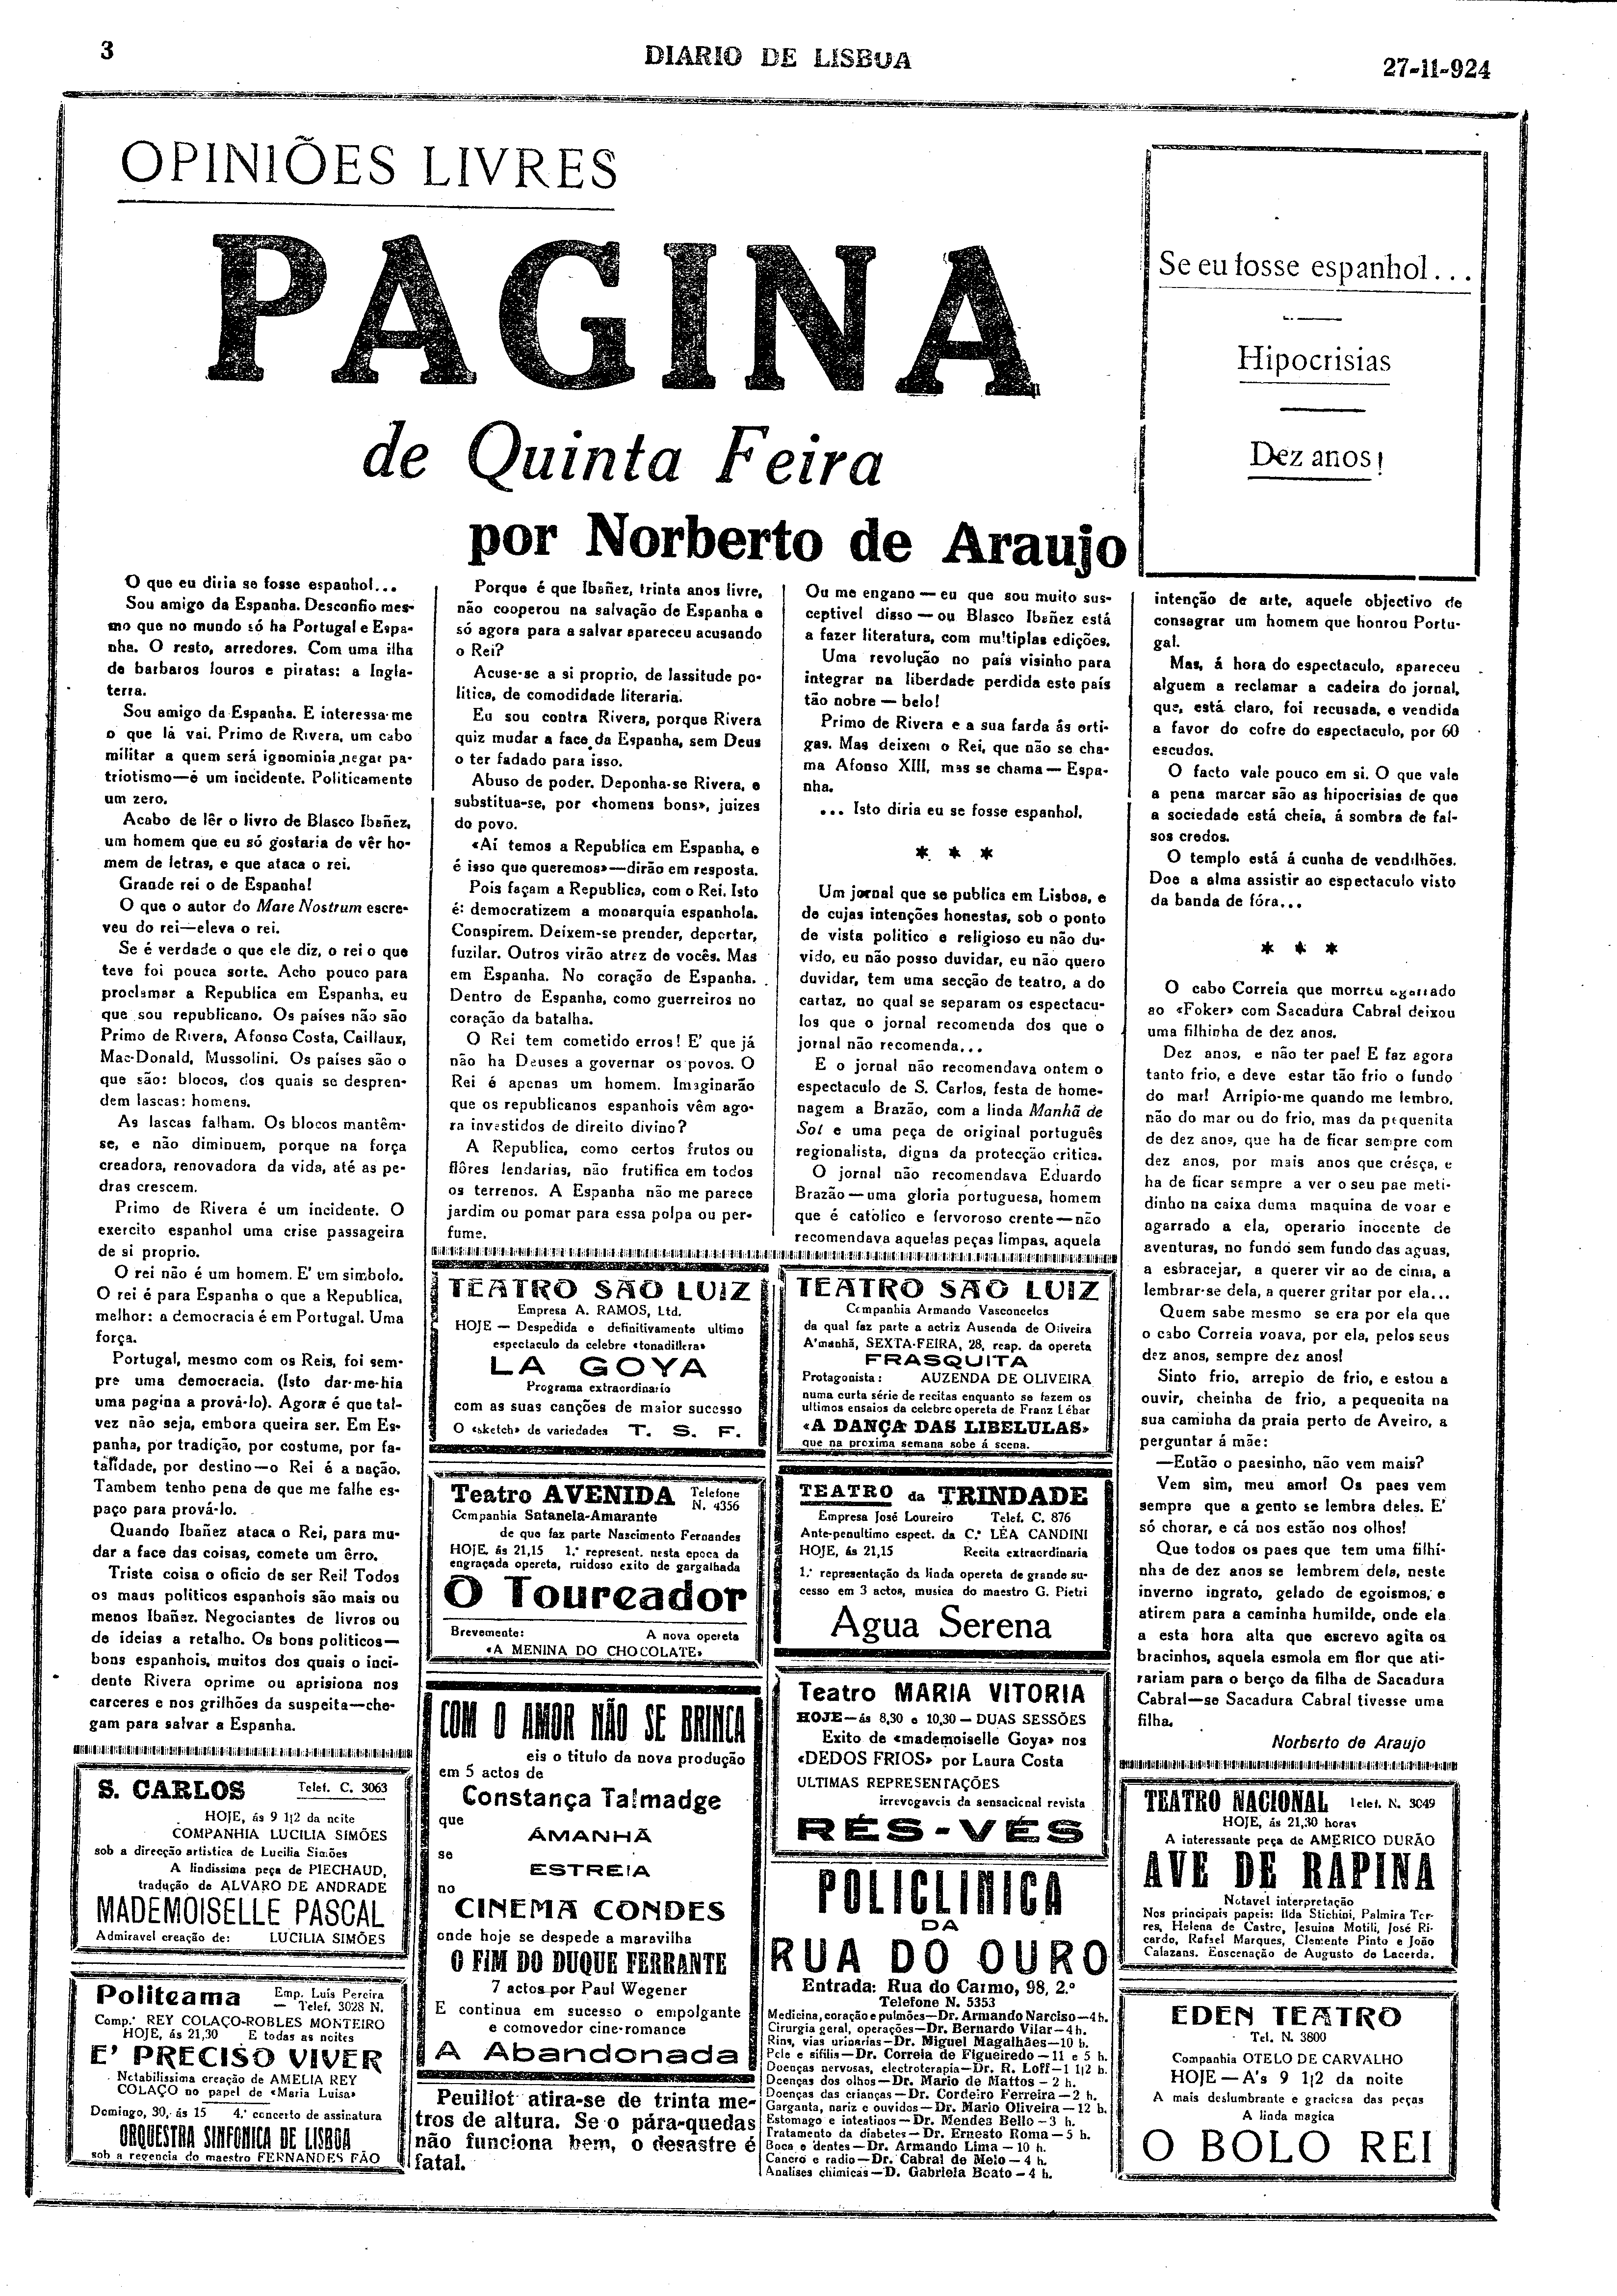 3
DIARIO DE LISBUA
27-11-924
OPINIÕES LIVRES
PAGINA
de Quinta Feira
por Norberto de Araujo
Se eu fosse espanhol...
Hipocrisias
Dez anos!
O que eu diria se fosse espanhol...
Sou amigo da Espanha. Desconfio mes-
mo que no mundo só ha Portugal e Espa-
nha. O resto, arredores. Com uma ilha
de barbaros louros e piratas: a Ingla-
terra.
Sou amigo da Espanha. E interessa-me
o que lá vai. Primo de Rivera, um cabo
militar a quem será ignominia negar pa-
triotismo—é um incidente. Politicamente
um zero.
Acabo de lêr o livro de Blasco Ibañez,
um homem que eu só gostaria de vêr ho-
mem de letras, e que ataca o rei.
Grande rei o de Espanha!
O que o autor do Mare Nostrum escre-
veu do rei—eleva o rei.
Se é verdade o que ele diz, o rei o que
teve foi pouca sorte. Acho pouco para
proclamar a Republica em Espanha, eu
que sou republicano. Os países não são
Primo de Rivera, Afonso Costa, Caillaux,
Mac-Donald, Mussolini. Os países são o
que são: blocos, dos quais se despren-
dem lascas: homens.
As lascas falham. Os blocos mantêm-
se, e não diminuem, porque na força
creadora, renovadora da vida, até as pe-
dras crescem.
Primo de Rivera é um incidente. O
exercito espanhol uma crise passageira
de si proprio.
O rei não é um homem. E' um simbolo.
O rei é para Espanha o que a Republica,
melhor: a democracia é em Portugal. Uma
força.
Portugal, mesmo com os Reis, foi sem-
pre uma democracia. (Isto dar-me-hia
uma pagina a prová-lo). Agora é que tal-
vez não seja, embora queira ser. Em Es-
panha, por tradição, por costume, por fa-
talidade, por destino—o Rei é a nação.
Tambem tenho pena de que me falhe es-
paço para prová-lo.
Quando Ibañez ataca o Rei, para mu-
dar a face das coisas, comete um êrro.
Triste coisa o oficio de ser Rei! Todos
os maus politicos espanhois são mais ou
menos Ibañez. Negociantes de livros ou
de ideias a retalho. Os bons politicos—
bons espanhois, muitos dos quais o inci-
dente Rivera oprime ou aprisiona nos
carceres e nos grilhões da suspeita—che-
gam para salvar a Espanha.
Porque é que Ibañez, trinta anos livre,
não cooperou na salvação de Espanha e
só agora para a salvar apareceu acusando
o Rei?
Acuse-se a si proprio, de lassitude po-
litica, de comodidade literaria.
Eu sou contra Rivera, porque Rivera
quiz mudar a face da Espanha, sem Deus
o ter fadado para isso.
Abuso de poder. Deponha-se Rivera, e
substitua-se, por «homens bons», juizes
do povo.
«Aí temos a Republica em Espanha, e
é isso que queremos»—dirão em resposta.
Pois façam a Republica, com o Rei. Isto
é: democratizem a monarquia espanhola.
Conspirem. Deixem-se prender, deportar,
fuzilar. Outros virão atrez de vocês. Mas
em Espanha. No coração de Espanha.
Dentro de Espanha, como guerreiros no
coração da batalha.
O Rei tem cometido erros! E' que já
não ha Deuses a governar os povos. O
Rei é apenas um homem. Imaginarão
que os republicanos espanhois vêm ago-
ra investidos de direito divino?
A Republica, como certos frutos ou
flôres lendarias, não frutifica em todos
os terrenos. A Espanha não me parece
jardim ou pomar para essa polpa ou per-
fume.
Ou me engano—eu que sou muito sus-
ceptivel disso—ou Blasco Ibañez está
a fazer literatura, com multiplas edições.
Uma revolução no país visinho para
integrar na liberdade perdida este país
tão nobre—belo!
Primo de Rivera e a sua farda ás orti-
gas. Mas deixem o Rei, que não se cha-
ma Afonso XIII, mas se chama—Espa-
nha.
... Isto diria eu se fosse espanhol.
* * *
Um jornal que se publica em Lisboa, e
de cujas intenções honestas, sob o ponto
de vista politico e religioso eu não du-
vido, eu não posso duvidar, eu não quero
duvidar, tem uma secção de teatro, a do
cartaz, no qual se separam os espectacu-
los que o jornal recomenda dos que o
jornal não recomenda...
E o jornal não recomendava ontem o
espectaculo de S. Carlos, festa de home-
nagem a Brazão, com a linda Manhã de
Sol e uma peça de original português
regionalista, digna da protecção critica.
O jornal não recomendava Eduardo
Brazão—uma gloria portuguesa, homem
que é catolico e fervoroso crente—não
recomendava aquelas peças limpas, aquela
intenção de arte, aquele objectivo de
consagrar um homem que honrou Portu-
gal.
Mas, á hora do espectaculo, apareceu
alguem a reclamar a cadeira do jornal,
que, está claro, foi recusada, e vendida
a favor do cofre do espectaculo, por 60
escudos.
O facto vale pouco em si. O que vale
a pena marcar são as hipocrisias de que
a sociedade está cheia, á sombra de fal-
sos credos.
O templo está á cunha de vendilhões.
Doe a alma assistir ao espectaculo visto
da banda de fóra...
* * *
O cabo Correia que morreu agarrado
ao «Foker» com Sacadura Cabral deixou
uma filhinha de dez anos.
Dez anos, e não ter pae! E faz agora
tanto frio, e deve estar tão frio o fundo
do mar! Arripio-me quando me lembro,
não do mar ou do frio, mas da pequenita
de dez anos, que ha de ficar sempre com
dez anos, por mais anos que crêsça, e
ha de ficar sempre a ver o seu pae meti-
dinho na caixa duma maquina de voar e
agarrado a ela, operario inocente de
aventuras, no fundo sem fundo das aguas,
a esbracejar, a querer vir ao de cima, a
lembrar-se dela, a querer gritar por ela...
Quem sabe mesmo se era por ela que
o cabo Correia voava, por ela, pelos seus
dez anos, sempre dez anos!
Sinto frio, arrepio de frio, e estou a
ouvir, cheinha de frio, a pequenita na
sua caminha da praia perto de Aveiro, a
perguntar á mãe:
—Então o paesinho, não vem mais?
Vem sim, meu amor! Os paes vem
sempre que a gente se lembra deles. E'
só chorar, e cá nos estão nos olhos!
Que todos os paes que tem uma filhi-
nha de dez anos se lembrem dela, neste
inverno ingrato, gelado de egoismos, e
atirem para a caminha humilde, onde ela
a esta hora alta que escrevo agita os
bracinhos, aquela esmola em flor que ati-
rariam para o berço da filha de Sacadura
Cabral—se Sacadura Cabral tivesse uma
filha.
Norberto de Araujo
S. CARLOS Telef. C. 3063
HOJE, ás 9 1|2 da noite
COMPANHIA LUCILIA SIMÕES
sob a direcção artistica de Lucilia Simões
A lindissima peça de PIECHAUD,
tradução de ALVARO DE ANDRADE
MADEMOISELLE PASCAL
Admiravel creação de: LUCILIA SIMÕES
Politeama Emp. Luis Pereira
— Telef. 3028 N.
Comp.ª REY COLAÇO-ROBLES MONTEIRO
HOJE, ás 21,30 E todas as noites
E' PRECISO VIVER
Notabilissima creação de AMELIA REY
COLAÇO no papel de «Maria Luisa»
Domingo, 30, ás 15 4.º concerto de assinatura
ORQUESTRA SINFONICA DE LISBOA
sob a regencia do maestro FERNANDES FÃO
TEATRO SÃO LUIZ
Empresa A. RAMOS, Ltd.
HOJE — Despedida e definitivamente ultimo
espectaculo da celebre «tonadillera»
LA GOYA
Programa extraordinario
com as suas canções de maior sucesso
O «sketch» de variedades T. S. F.
Teatro AVENIDA Telefone
N. 4356
Companhia Satanela-Amarante
de que faz parte Nascimento Fernandes
HOJE, ás 21,15 1.ª represent. nesta epoca da
engraçada opereta, ruidoso exito de gargalhada
O Toureador
Brevemente: A nova opereta
«A MENINA DO CHOCOLATE»
COM O AMOR NÃO SE BRINCA
eis o titulo da nova produção
em 5 actos de
Constança Talmadge
que
ÁMANHÃ
se
ESTREIA
no
CINEMA CONDES
onde hoje se despede a maravilha
O FIM DO DUQUE FERRANTE
7 actos por Paul Wegener
E continua em sucesso o empolgante
e comovedor cine-romance
A Abandonada
Peuillot atira-se de trinta me-
tros de altura. Se o pára-quedas
não funciona bem, o desastre é
fatal.
TEATRO SÃO LUIZ
Companhia Armando Vasconcelos
da qual faz parte a actriz Ausenda de Oliveira
A'manhã, SEXTA-FEIRA, 28, reap. da opereta
FRASQUITA
Protagonista: AUZENDA DE OLIVEIRA
numa curta série de recitas enquanto se fazem os
ultimos ensaios da celebre opereta de Franz Léhar
«A DANÇA DAS LIBELULAS»
que na proxima semana sobe á scena.
TEATRO da TRINDADE
Empresa José Loureiro Telef. C. 876
Ante-penultimo espect. da C.ª LÉA CANDINI
HOJE, ás 21,15 Recita extraordinaria
1.ª representação da linda opereta de grande su-
cesso em 3 actos, musica do maestro G. Pietri
Agua Serena
Teatro MARIA VITORIA
HOJE—ás 8,30 e 10,30—DUAS SESSÕES
Exito de «mademoiselle Goya» nos
«DEDOS FRIOS» por Laura Costa
ULTIMAS REPRESENTAÇÕES
irrevogaveis da sensacional revista
RÉS-VÉS
POLICLINICA
DA
RUA DO OURO
Entrada: Rua do Carmo, 98, 2.º
Telefone N. 5353
Medicina, coração e pulmões—Dr. Armando Narciso—4 h.
Cirurgia geral, operações—Dr. Bernardo Vilar—4 h.
Rins, vias urinarias—Dr. Miguel Magalhães—10 h.
Pele e sifilis—Dr. Correia de Figueiredo—11 e 5 h.
Doenças nervosas, electroterapia—Dr. R. Loff—1 1|2 h.
Doenças dos olhos—Dr. Mario de Mattos—2 h.
Doenças das crianças—Dr. Cordeiro Ferreira—2 h.
Garganta, nariz e ouvidos—Dr. Mario Oliveira—12 h.
Estomago e intestinos—Dr. Mendes Bello—3 h.
Tratamento da diabetes—Dr. Ernesto Roma—5 h.
Boca e dentes—Dr. Armando Lima—10 h.
Cancro e radio—Dr. Cabral de Melo—4 h.
Analises chimicas—D. Gabriela Beato—4 h.
TEATRO NACIONAL Telef. N. 3049
HOJE, ás 21,30 horas
A interessante peça de AMERICO DURÃO
AVE DE RAPINA
Notavel interpretação
Nos principais papeis: Ilda Stichini, Palmira Tor-
res, Helena de Castro, Jesuina Motili, José Ri-
cardo, Rafael Marques, Clemente Pinto e João
Calazans. Enscenação de Augusto de Lacerda.
EDEN TEATRO
Tel. N. 3800
Companhia OTELO DE CARVALHO
HOJE—A's 9 1|2 da noite
A mais deslumbrante e graciosa das peças
A linda magica
O BOLO REI